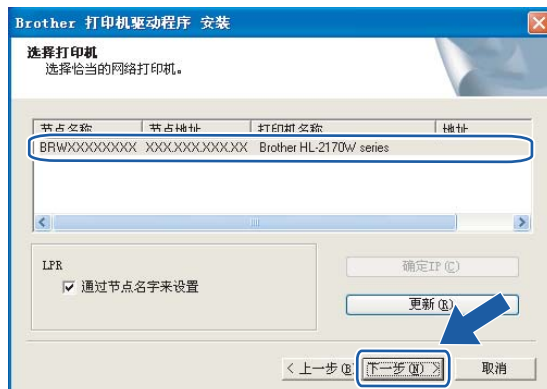 Brother 打印机驱动程序 安装
选择打印机
选择恰当的网络打印机。
节点名称 节点地址 打印机名称 地址
BRWXXXXXXXX XXX.XXX.XXX.XX Brother HL-2170W series
LPR
通过节点名字来设置
确定IP (C)
更新 (R)
< 上一步 (B) 下一步 (N) > 取消